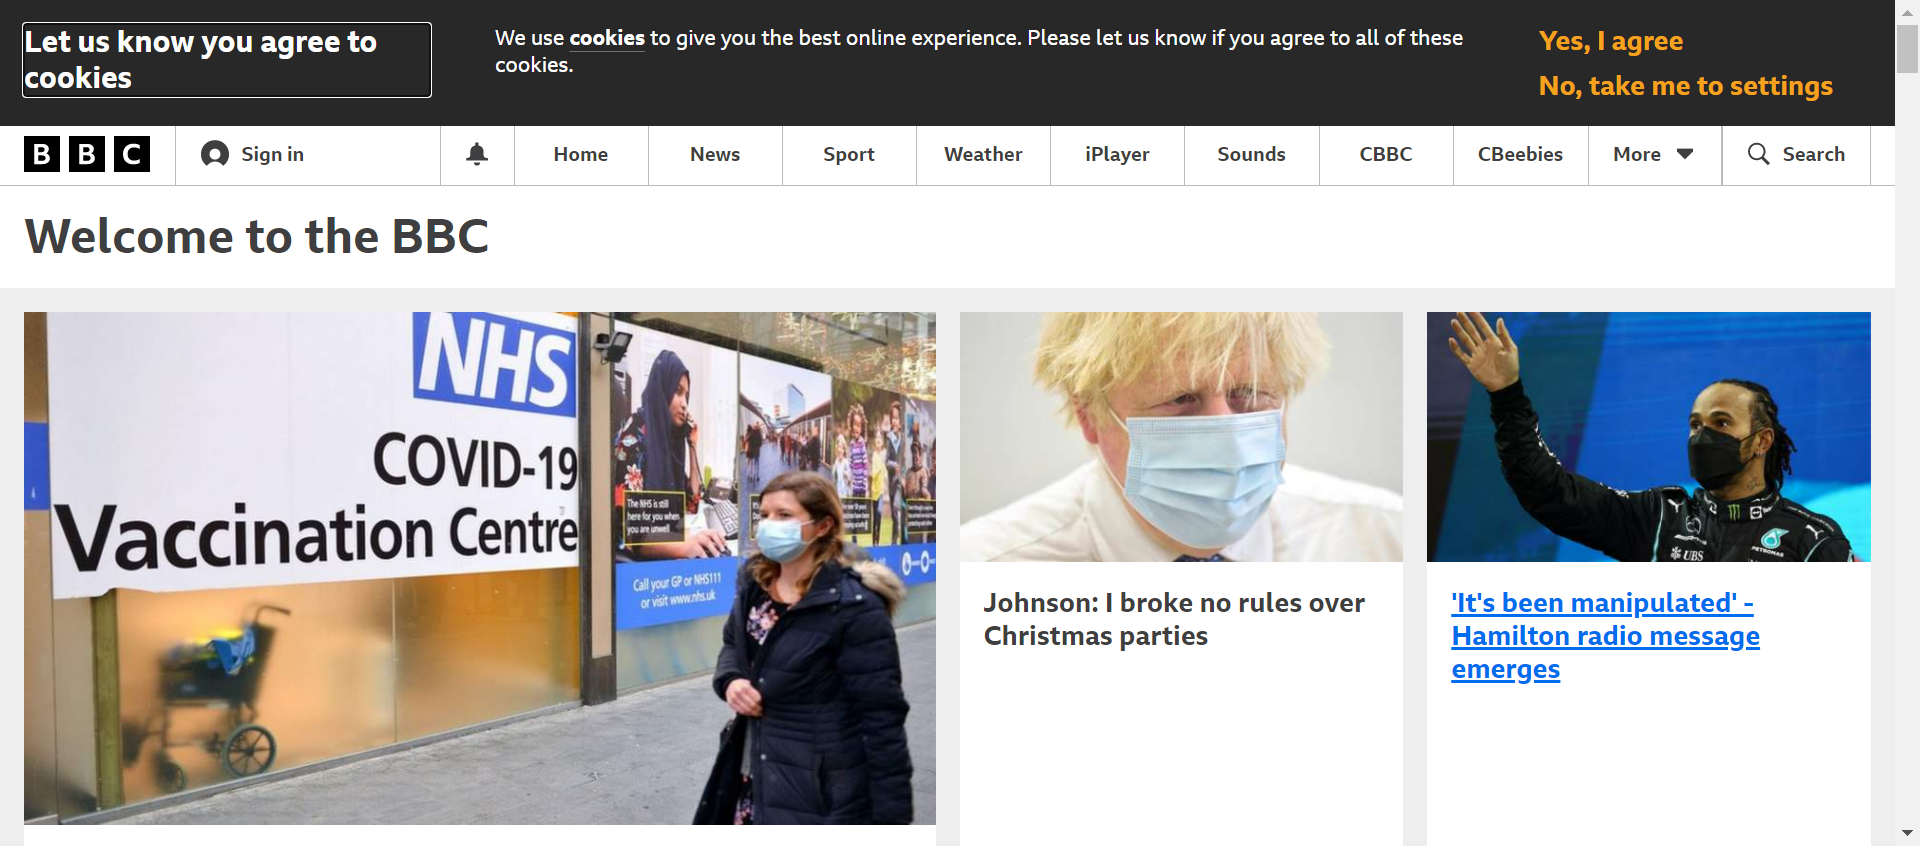 Let us know you agree to
cookies
We use cookies to give you the best online experience. Please let us know if you agree to all of these
cookies.
Yes, I agree
No, take me to settings
BBC
Sign in
Home
News
Sport
Weather
iPlayer
Sounds
CBBC
CBeebies
More
Search
Welcome to the BBC
NHS
COVID-19
Vaccination Centre
The NHS is still
here for you when
you are unwell
Call your GP or NHS111
or visit www.nhs.uk
UBS
PETRONAS
Johnson: I broke no rules over
Christmas parties
'It's been manipulated' -
Hamilton radio message
emerges